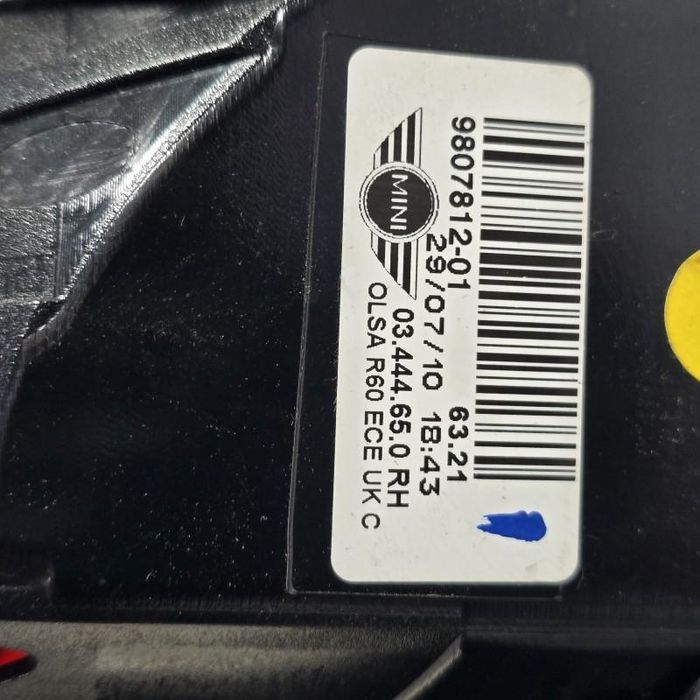 9807812-01 63.21
MINI
29/07/10 18:43
03.444.65.0 RH
OLSA R60 ECE UK C